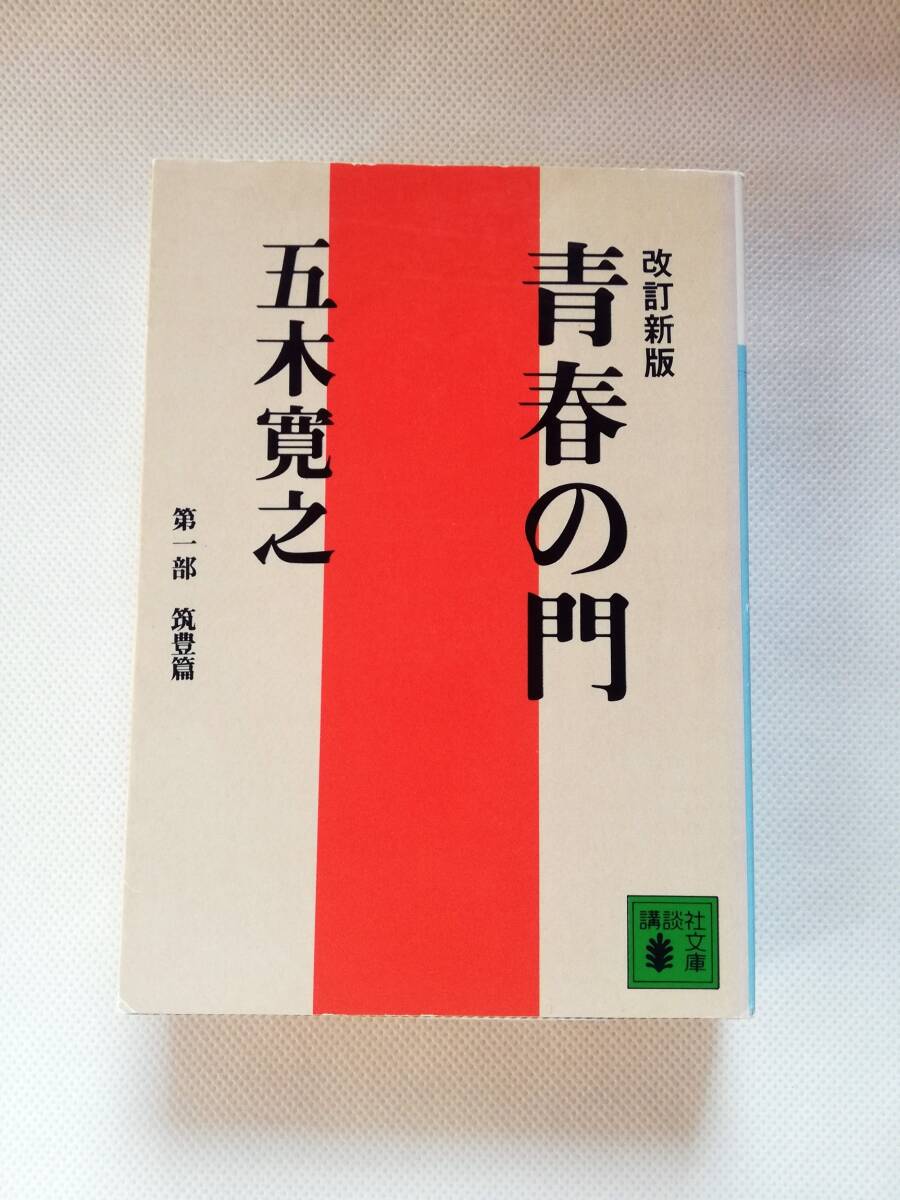 改訂新版
青春の門
五木寛之
第一部 筑豊篇
講談社
文庫